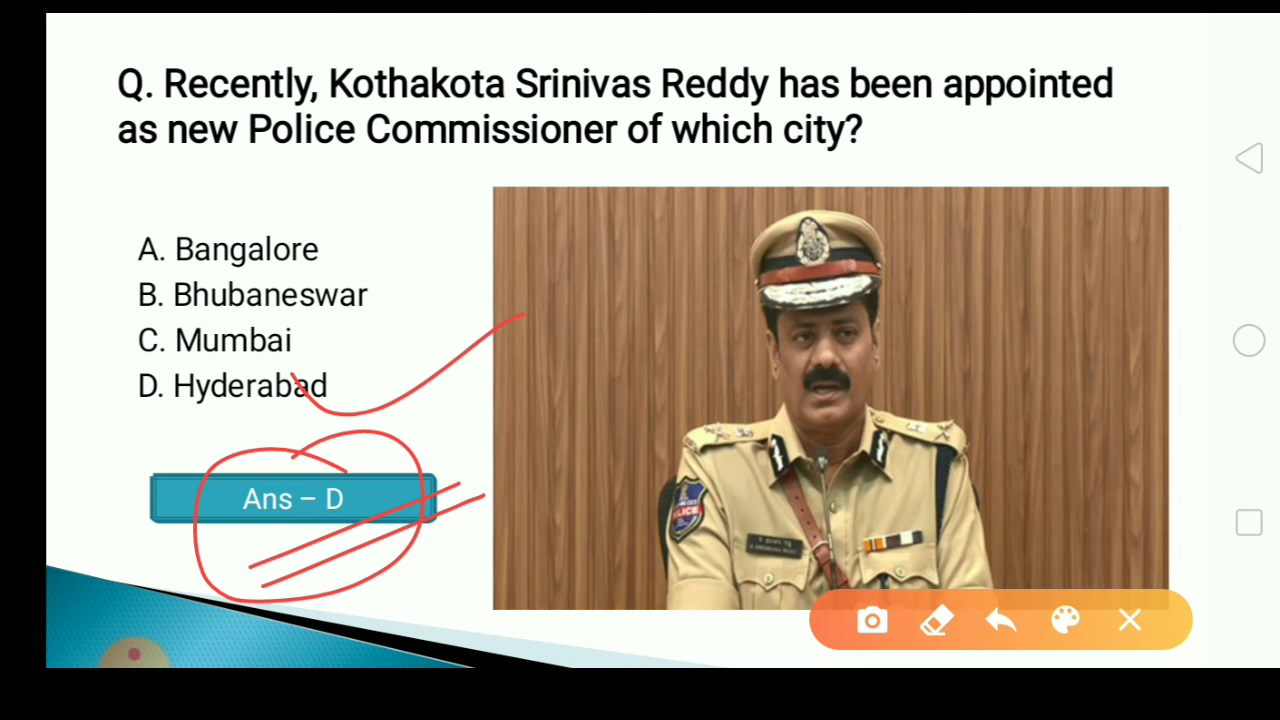 Q. Recently, Kothakota Srinivas Reddy has been appointed
as new Police Commissioner of which city?
A. Bangalore
B. Bhubaneswar
C. Mumbai
D. Hyderabad
Ans – D